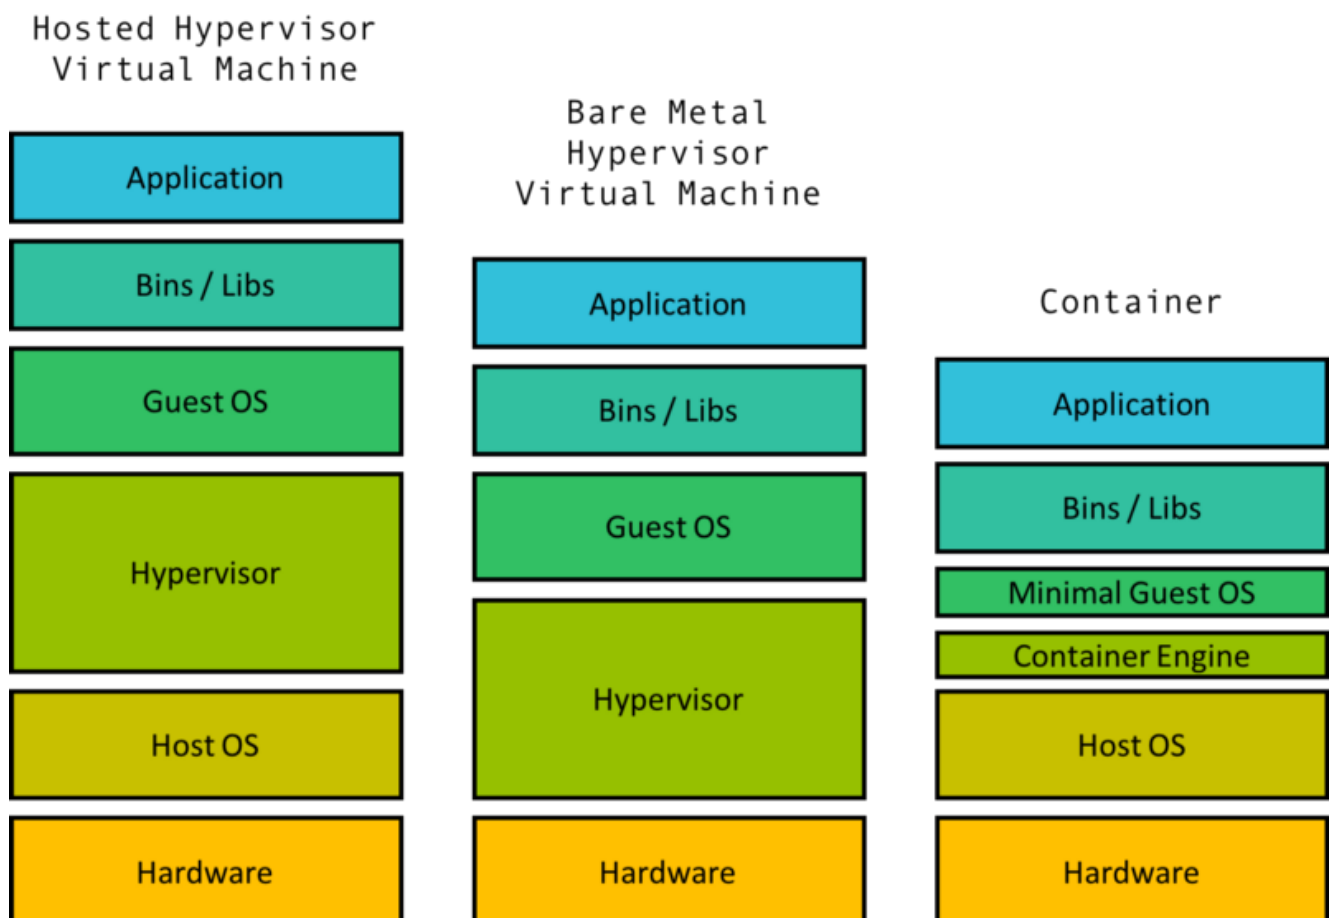 Hosted Hypervisor
Virtual Machine
Application
Bins / Libs
Guest OS
Hypervisor
Host OS
Hardware
Bare Metal
Hypervisor
Virtual Machine
Application
Bins / Libs
Guest OS
Hypervisor
Hardware
Container
Application
Bins / Libs
Minimal Guest OS
Container Engine
Host OS
Hardware